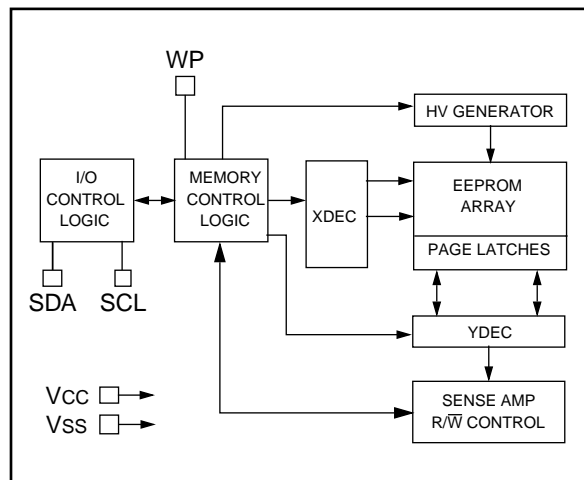 WP
HV GENERATOR
I/O
CONTROL
LOGIC
MEMORY
CONTROL
LOGIC
XDEC
EEPROM
ARRAY
PAGE LATCHES
SDA
SCL
YDEC
VCC
VSS
SENSE AMP
R/W̅ CONTROL